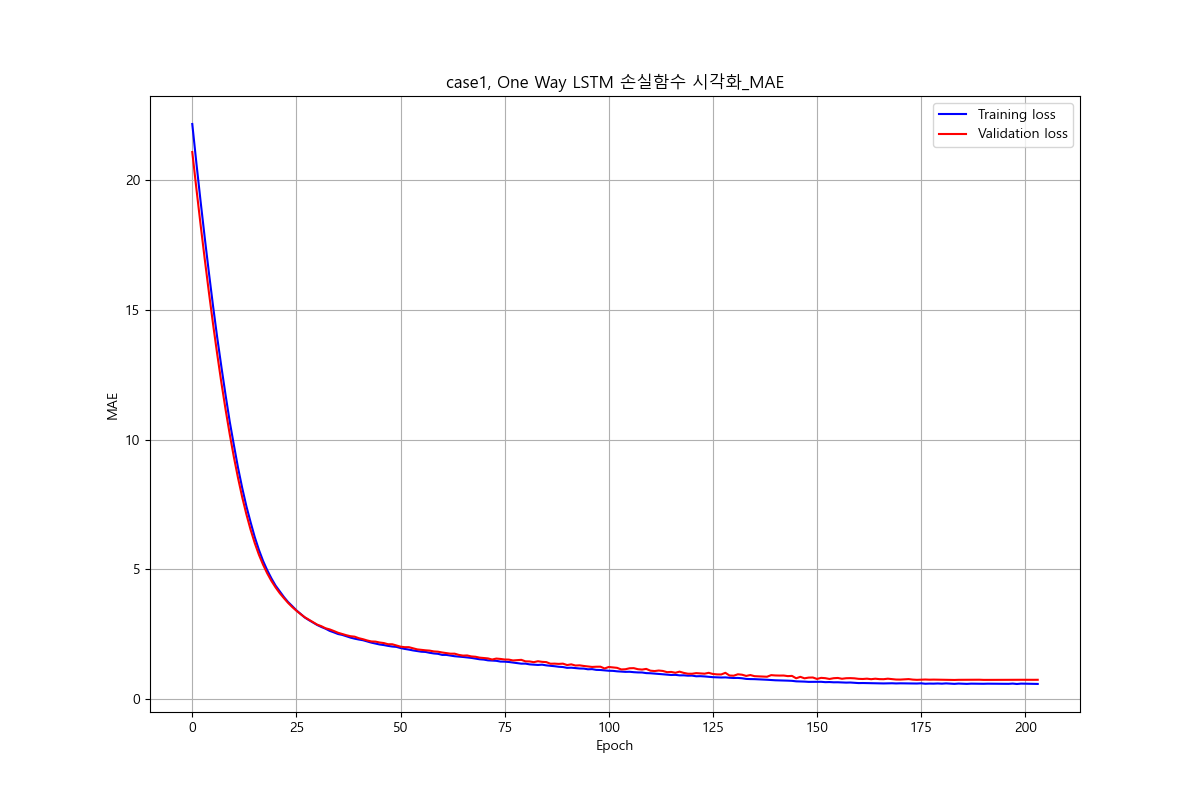 case1, One Way LSTM 손실함수 시각화_MAE
Training loss
Validation loss
20
15
10
5
0
MAE
0 25 50 75 100 125 150 175 200
Epoch